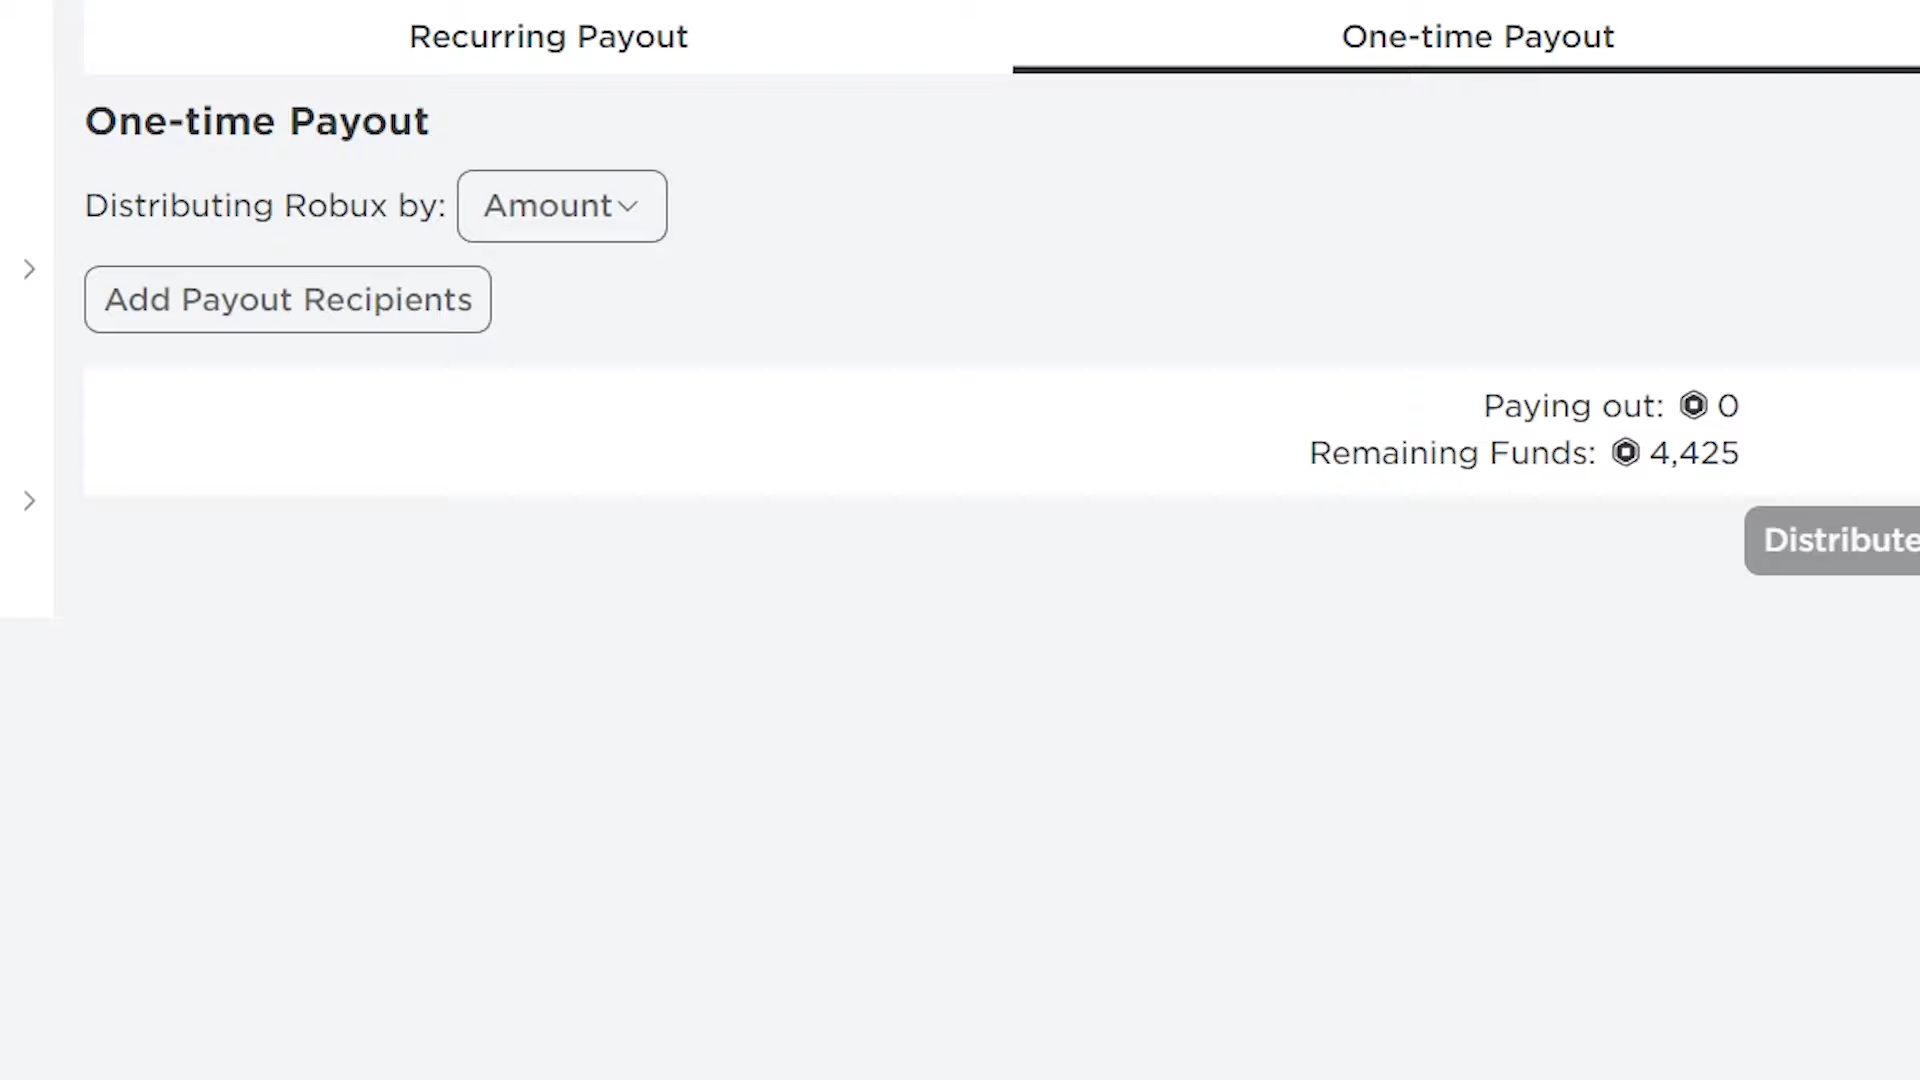 Recurring Payout
One-time Payout
One-time Payout
Distributing Robux by: Amount
Add Payout Recipients
Paying out: 0
Remaining Funds: 4,425
Distribute